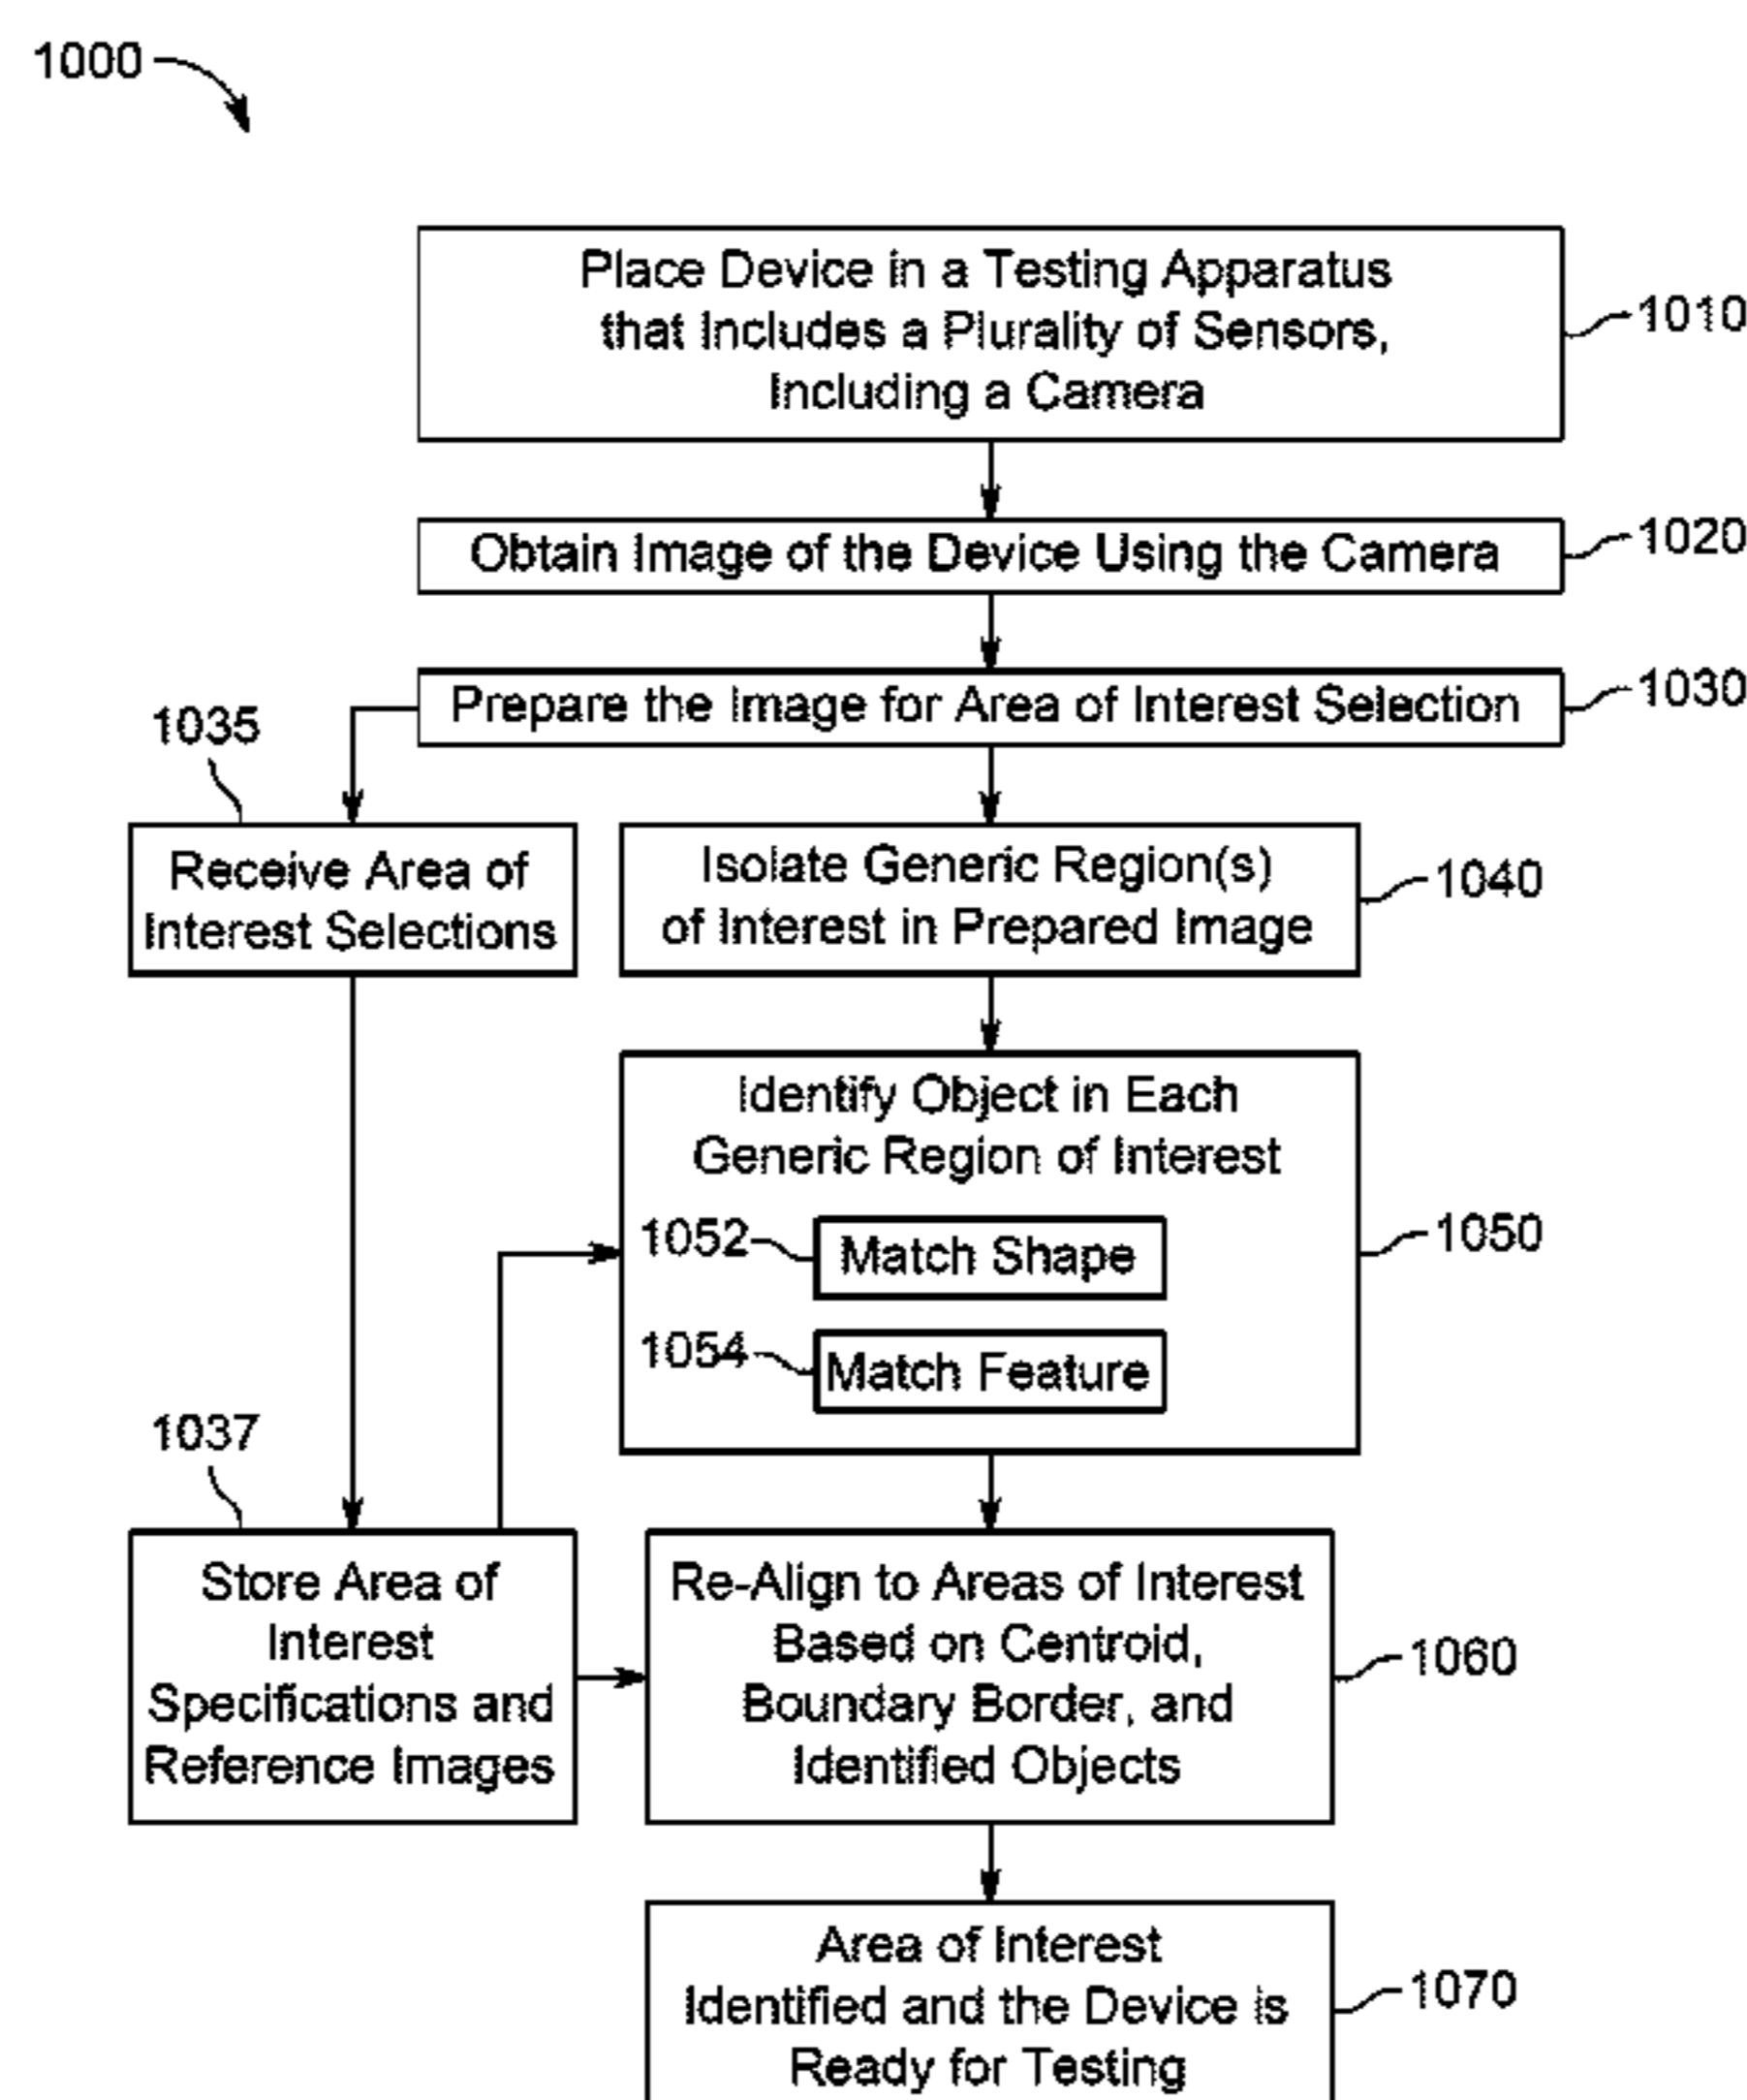 1000
Place Device in a Testing Apparatus
that Includes a Plurality of Sensors,
Including a Camera
1010
Obtain Image of the Device Using the Camera
1020
Prepare the Image for Area of Interest Selection
1030
1035
Receive Area of
Interest Selections
Isolate Generic Region(s)
of Interest in Prepared Image
1040
Identify Object in Each
Generic Region of Interest
1052
Match Shape
1054
Match Feature
1050
1037
Store Area of
Interest
Specifications and
Reference Images
Re-Align to Areas of Interest
Based on Centroid,
Boundary Border, and
Identified Objects
1060
Area of Interest
Identified and the Device is
Ready for Testing
1070